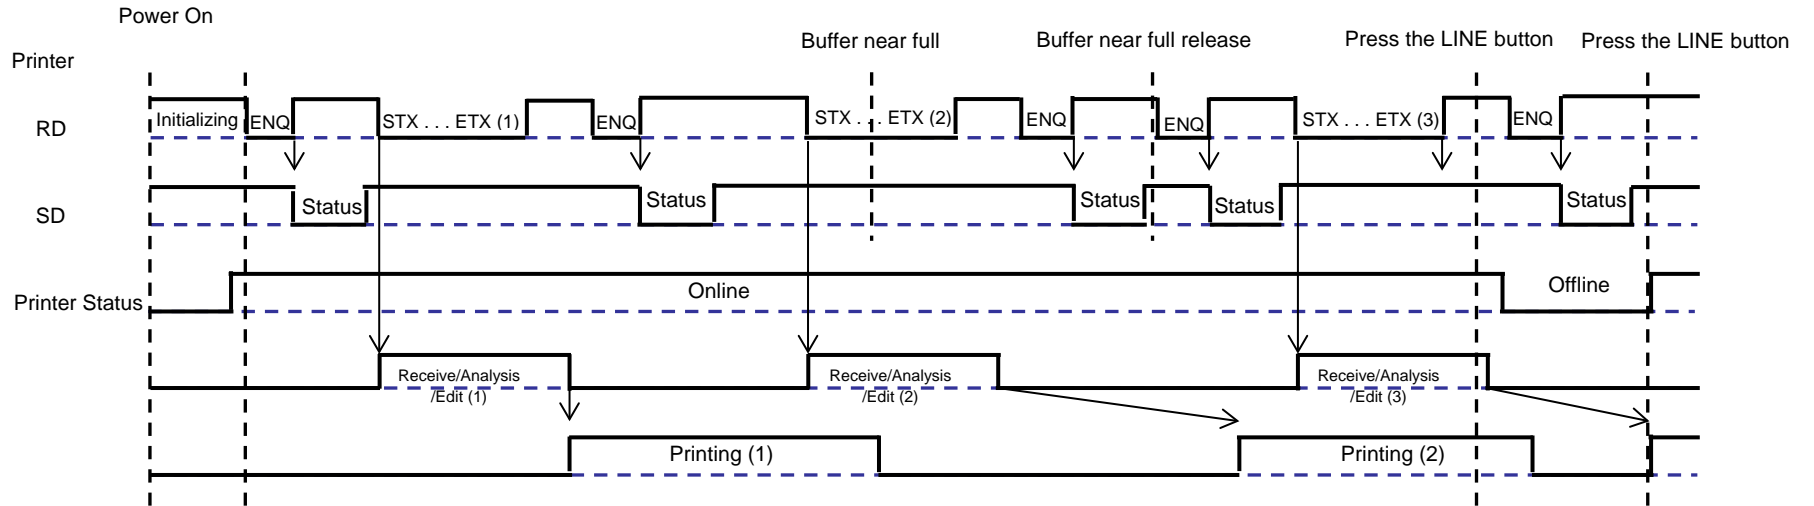 Power On
Buffer near full
Buffer near full release
Press the LINE button
Press the LINE button
Printer
RD
Initializing
ENQ
STX . . . ETX (1)
ENQ
STX . . . ETX (2)
ENQ
ENQ
STX . . . ETX (3)
ENQ
SD
Status
Status
Status
Status
Status
Printer Status
Online
Offline
Receive/Analysis
/Edit (1)
Receive/Analysis
/Edit (2)
Receive/Analysis
/Edit (3)
Printing (1)
Printing (2)